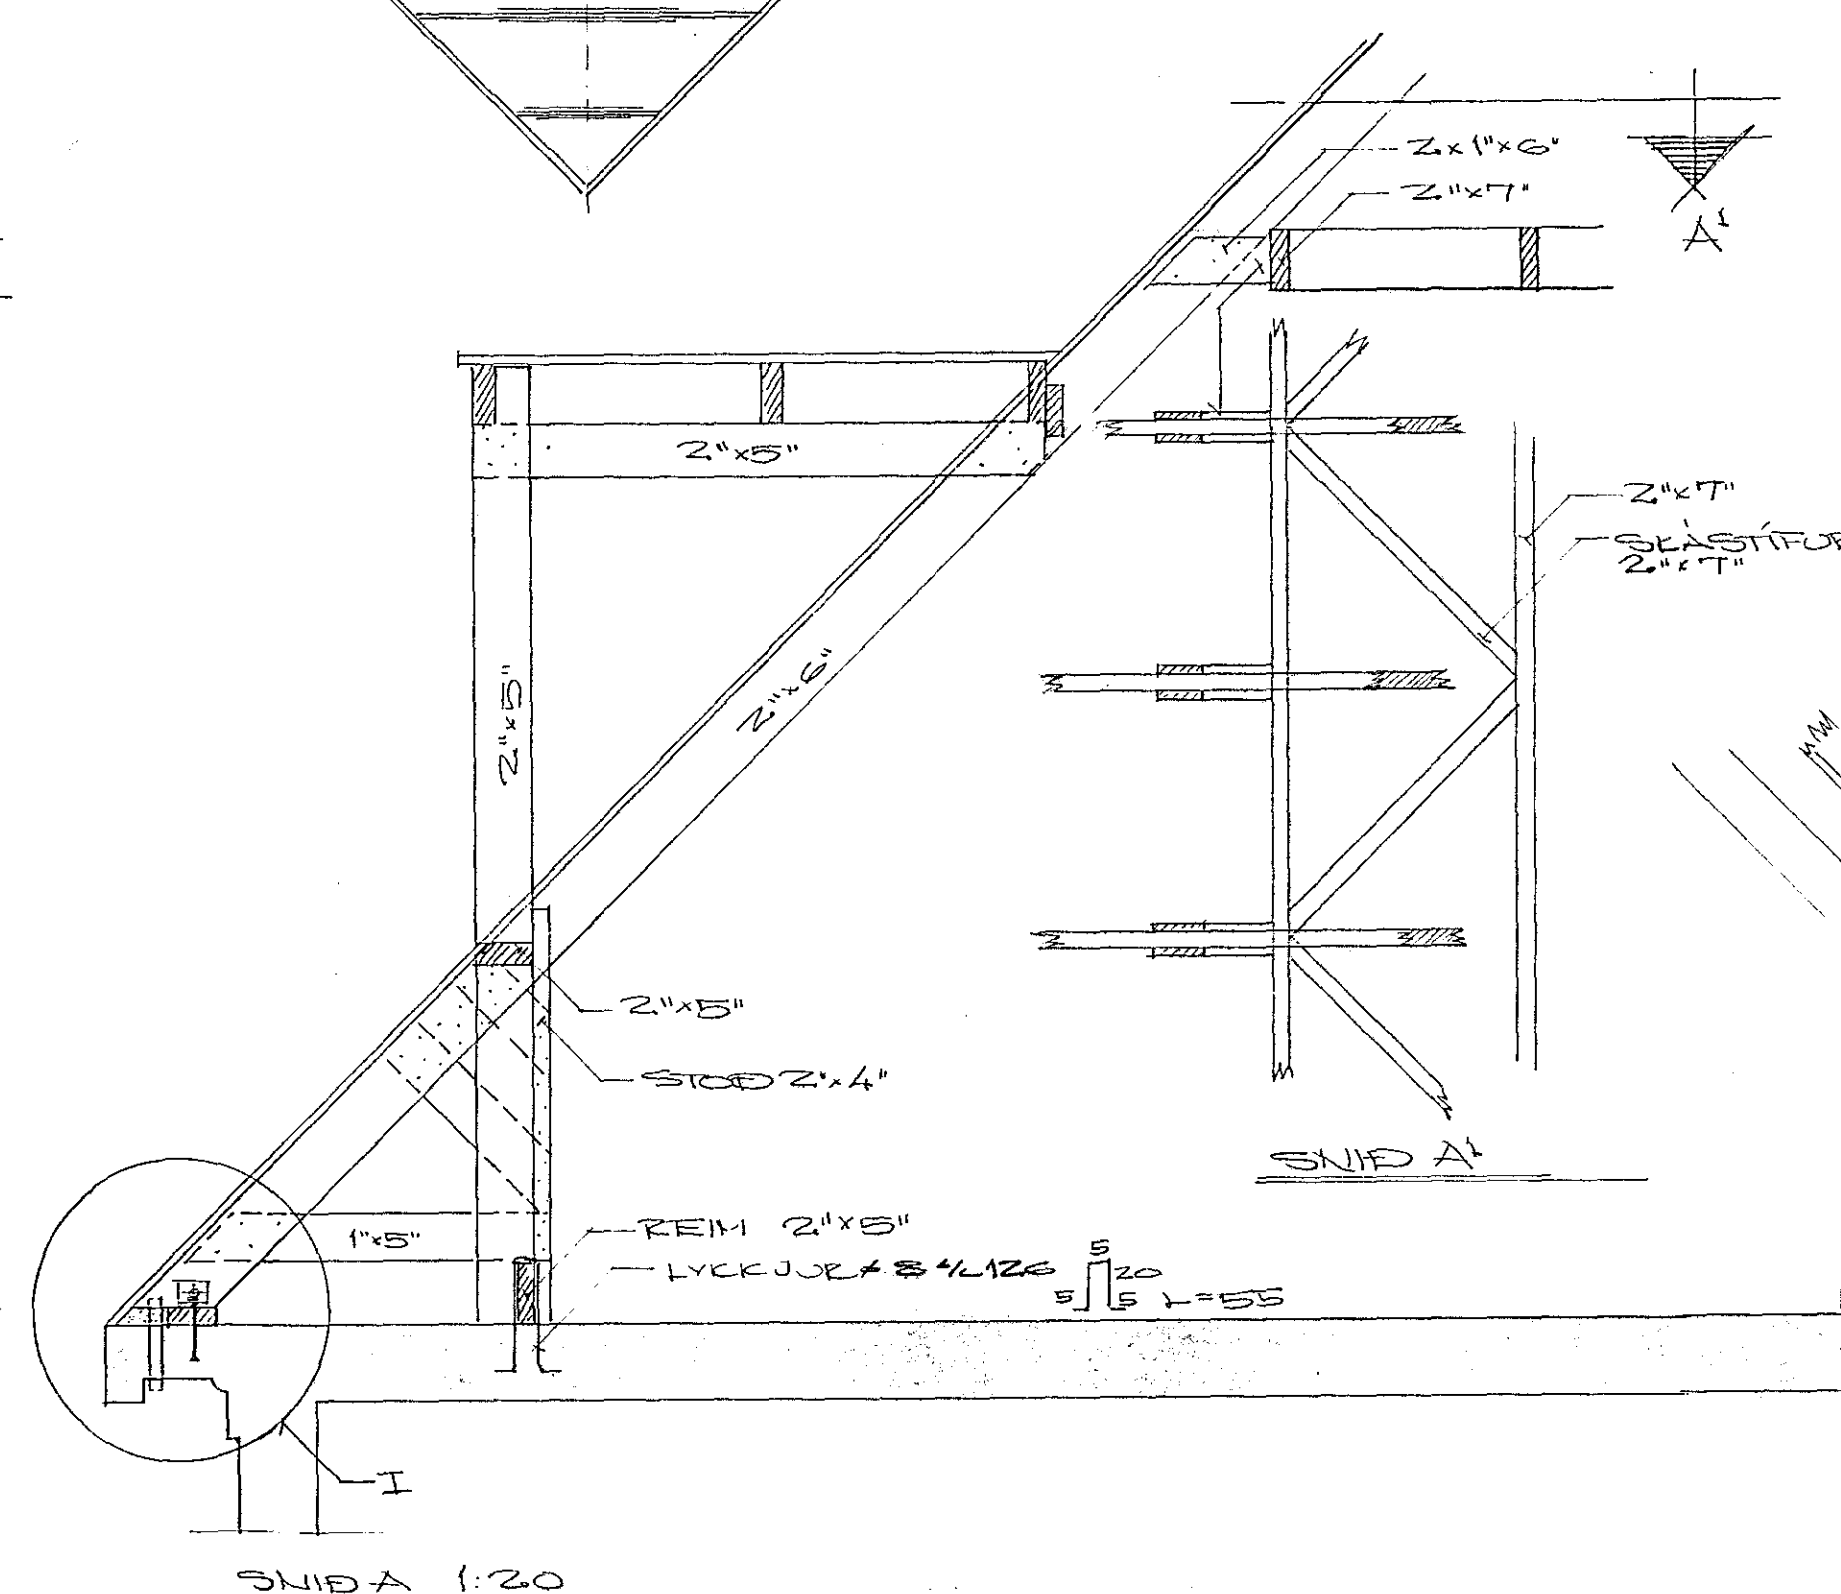 2x1"x6"
2"x7"
A¹
2"x5"
2"x7"
SKÁSTÍFUR
2"x7"
2"x5"
2"x6"
2"x5"
STOÐ 2"x4"
SNIÐ A¹
1"x5"
REIM 2"x5"
LYKKJUR
5
20
5 5 L=55
I
SNIÐ A 1:20